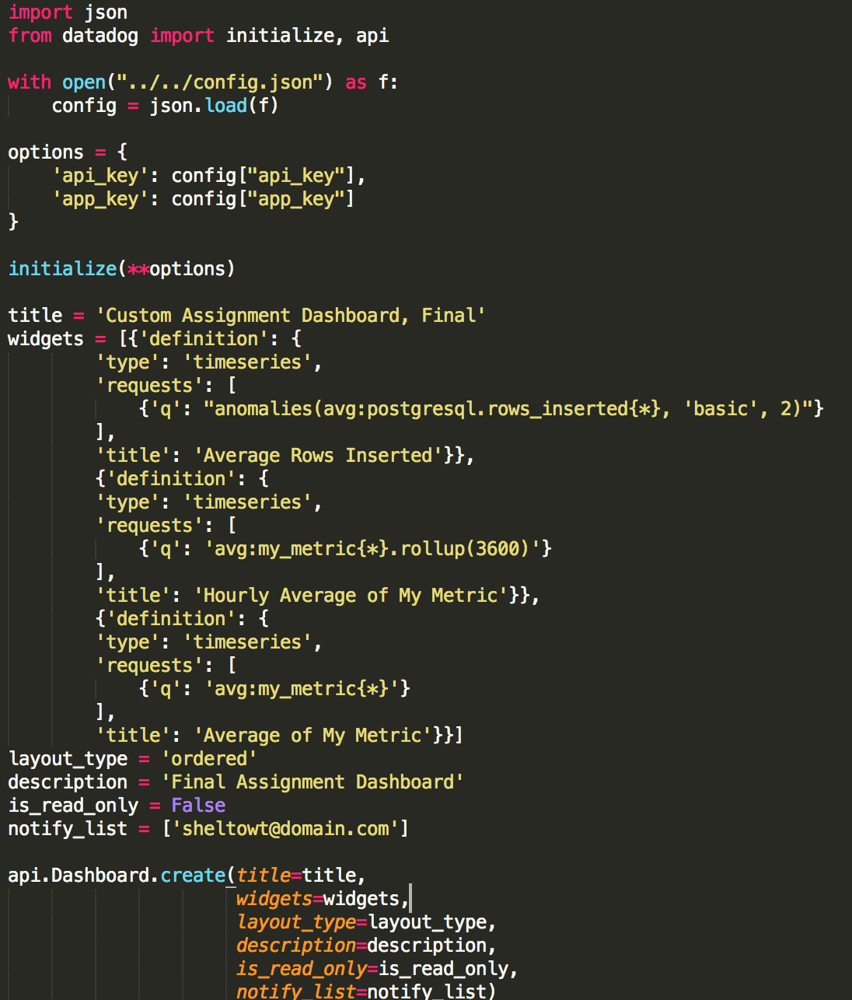 import json
from datadog import initialize, api
with open("../../config.json") as f:
config = json.load(f)
options = {
'api_key': config["api_key"],
'app_key': config["app_key"]
}
initialize(**options)
title = 'Custom Assignment Dashboard, Final'
widgets = [{'definition': {
'type': 'timeseries',
'requests': [
{'q': "anomalies(avg:postgresql.rows_inserted{*}, 'basic', 2)"}
],
'title': 'Average Rows Inserted'}},
{'definition': {
'type': 'timeseries',
'requests': [
{'q': 'avg:my_metric{*}.rollup(3600)'}
],
'title': 'Hourly Average of My Metric'}},
{'definition': {
'type': 'timeseries',
'requests': [
{'q': 'avg:my_metric{*}'}
],
'title': 'Average of My Metric'}}]
layout_type = 'ordered'
description = 'Final Assignment Dashboard'
is_read_only = False
notify_list = ['sheltowt@domain.com']
api.Dashboard.create(title=title,
widgets=widgets,
layout_type=layout_type,
description=description,
is_read_only=is_read_only,
notify_list=notify_list)